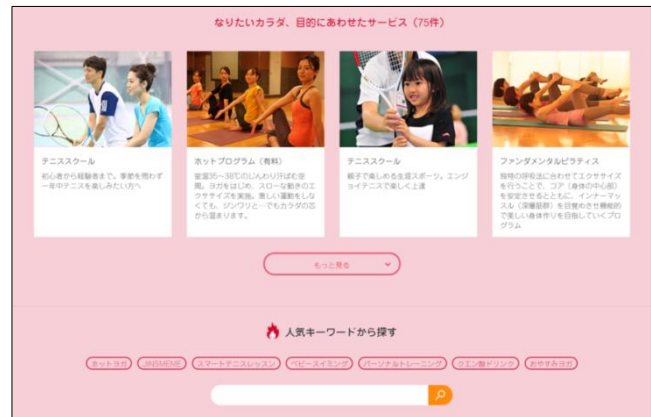 なりたいカラダ、目的にあわせたサービス（75件）
テニススクール
初心者から経験者まで。季節を問わず
一年中テニスを楽しみたい方へ
ホットプログラム（有料）
室温35～38℃のじんわり汗ばむ空
間。ヨガをはじめ、スローな動きのエ
クササイズを実施。激しい運動をしな
くても、ジンワリと…でもカラダの芯
から温まります。
テニススクール
親子で楽しめる生涯スポーツ。エンジ
ョイテニスで楽しく上達
ファンダメンタルピラティス
独特の呼吸法に合わせてエクササイズ
を行うことで、コア（身体の中心部）
を安定させるとともに、インナーマッ
スル（深層筋群）を目覚めさせ機能的
で美しい身体作りを目指していくプロ
グラム
もっと見る
人気キーワードから探す
ホットヨガ
JINSMEME
スマートテニスレッスン
ベビースイミング
パーソナルトレーニング
クエン酸ドリンク
おやすみヨガ